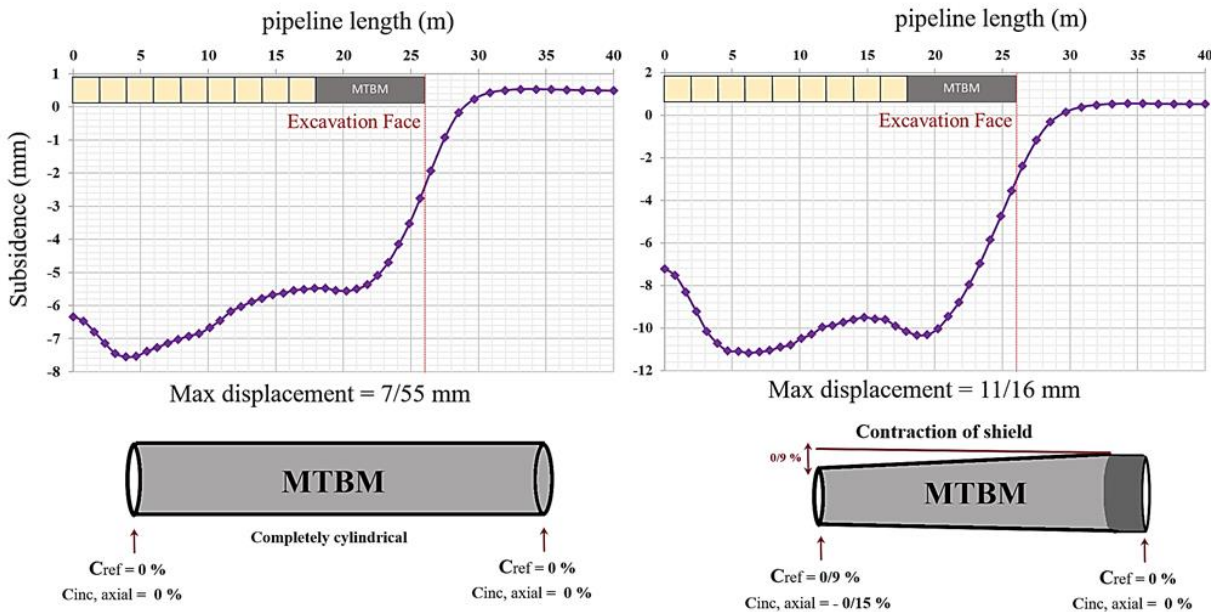 pipeline length (m)
0 5 10 15 20 25 30 35 40
1
0
-1
-2
-3
-4
-5
-6
-7
-8
Subsidence (mm)
MTBM
Excavation Face
Max displacement = 7/55 mm
pipeline length (m)
0 5 10 15 20 25 30 35 40
2
0
-2
-4
-6
-8
-10
-12
MTBM
Excavation Face
Max displacement = 11/16 mm
MTBM
Completely cylindrical
Cref = 0 %
Cinc, axial = 0 %
Cref = 0 %
Cinc, axial = 0 %
Contraction of shield
0/9 %
MTBM
Cref = 0/9 %
Cinc, axial = - 0/15 %
Cref = 0 %
Cinc, axial = 0 %